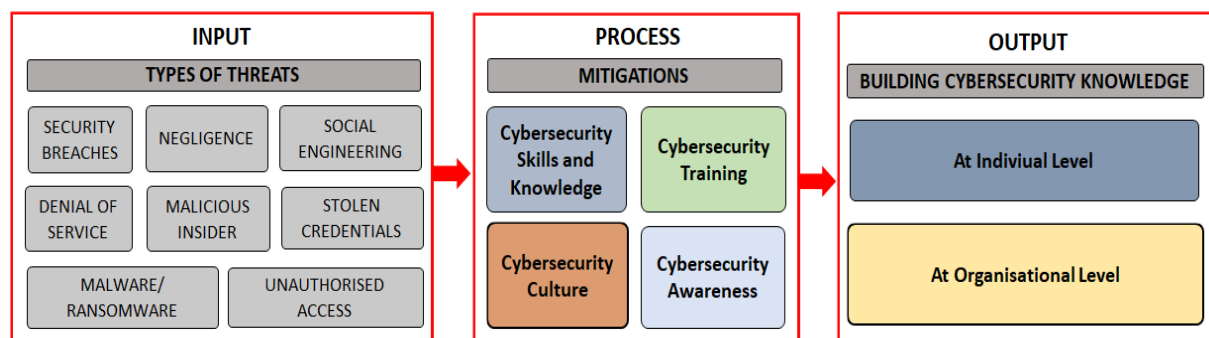 INPUT
TYPES OF THREATS
SECURITY
BREACHES
NEGLIGENCE
SOCIAL
ENGINEERING
DENIAL OF
SERVICE
MALICIOUS
INSIDER
STOLEN
CREDENTIALS
MALWARE/
RANSOMWARE
UNAUTHORISED
ACCESS
PROCESS
MITIGATIONS
Cybersecurity
Skills and
Knowledge
Cybersecurity
Training
Cybersecurity
Culture
Cybersecurity
Awareness
OUTPUT
BUILDING CYBERSECURITY KNOWLEDGE
At Indiviual Level
At Organisational Level